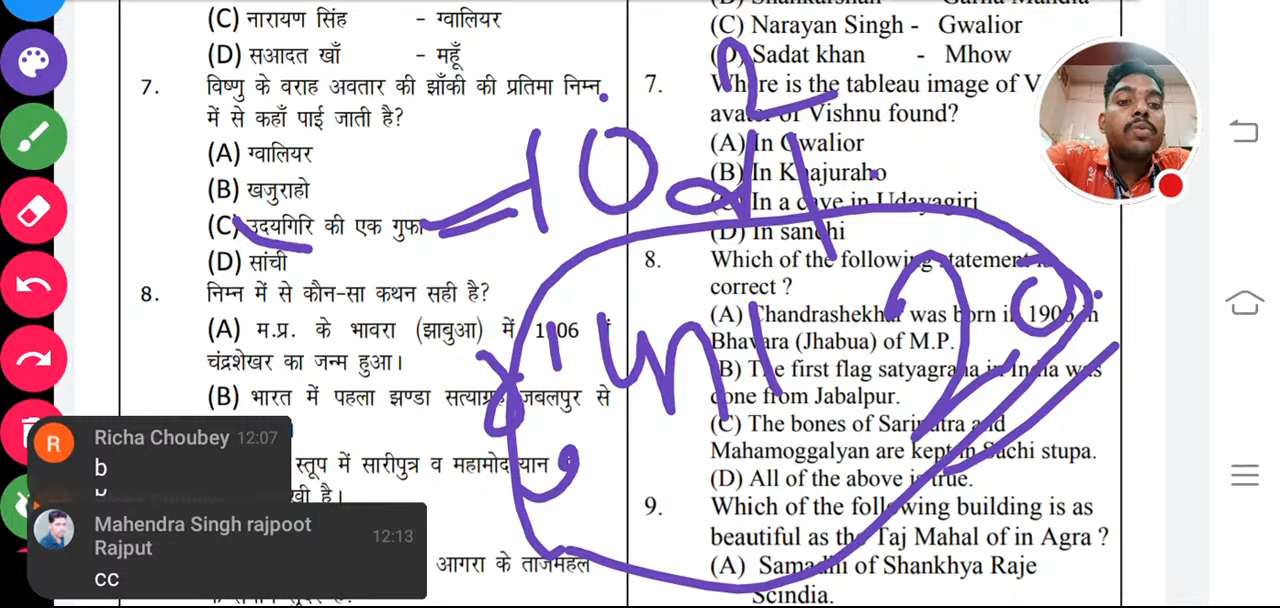 (C) नारायण सिंह - ग्वालियर
(D) सआदत खाँ - महूँ
7. विष्णु के वराह अवतार की झाँकी की प्रतिमा निम्न
में से कहाँ पाई जाती है?
(A) ग्वालियर
(B) खजुराहो
(C) उदयगिरि की एक गुफा
(D) सांची
8. निम्न में से कौन-सा कथन सही है?
(A) म.प्र. के भावरा (झाबुआ) में 1906
चंद्रशेखर का जन्म हुआ।
(B) भारत में पहला झण्डा सत्याग्रह जबलपुर से
स्तूप में सारीपुत्र व
है।
आगरा के ताजमहल
(C) Narayan Singh - Gwalior
(D) Sadat khan - Mhow
7. Where is the tableau image of V
avatar of Vishnu found?
(A) In Gwalior
(B) In Khajuraho
(C) In a cave in Udayagiri
(D) In sanchi
8. Which of the following statement is
correct ?
(A) Chandrashekhar was born in 1906 in
Bhavara (Jhabua) of M.P.
(B) The first flag satyagraha in India was
done from Jabalpur.
(C) The bones of Sariputra and
Mahamoggalyan are kept in Sachi stupa.
(D) All of the above is true.
9. Which of the following building is as
beautiful as the Taj Mahal of in Agra ?
(A) Samadhi of Shankhya Raje
Scindia.
R
Richa Choubey 12:07
b
Mahendra Singh rajpoot
Rajput 12:13
cc